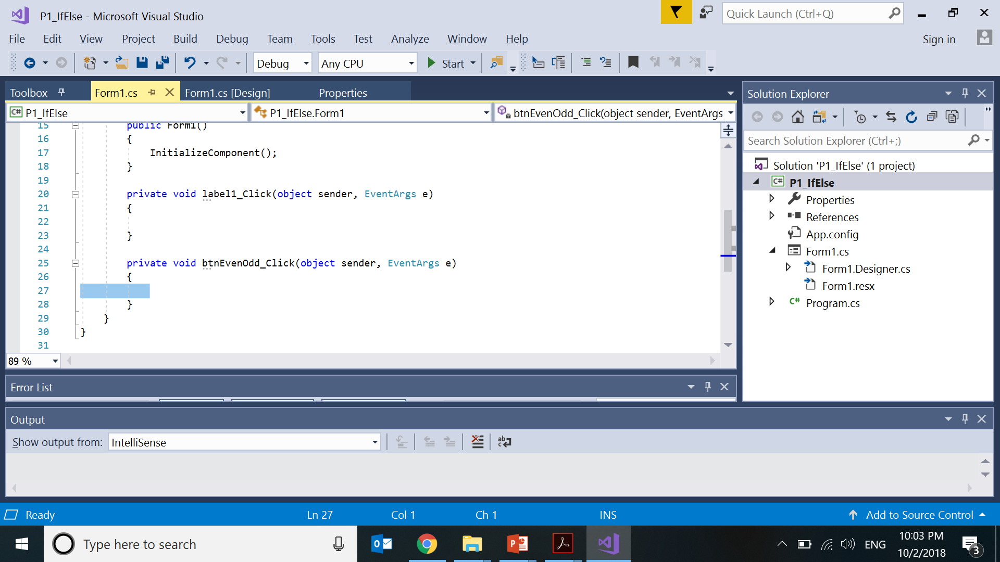 P1_IfElse - Microsoft Visual Studio
Quick Launch (Ctrl+Q)
File Edit View Project Build Debug Team Tools Test Analyze Window Help
Sign in
Debug Any CPU Start
Toolbox Form1.cs Form1.cs [Design] Properties
C# P1_IfElse P1_IfElse.Form1 btnEvenOdd_Click(object sender, EventArgs
15 public Form1()
16 {
17 InitializeComponent();
18 }
19
20 private void label1_Click(object sender, EventArgs e)
21 {
22
23 }
24
25 private void btnEvenOdd_Click(object sender, EventArgs e)
26 {
27
28 }
29 }
30 }
31
89 %
Solution Explorer
Search Solution Explorer (Ctrl+;)
Solution 'P1_IfElse' (1 project)
C# P1_IfElse
Properties
References
App.config
Form1.cs
Form1.Designer.cs
Form1.resx
C# Program.cs
Error List
Output
Show output from: IntelliSense
Ready Ln 27 Col 1 Ch 1 INS Add to Source Control
Type here to search
ENG
10:03 PM
10/2/2018
3